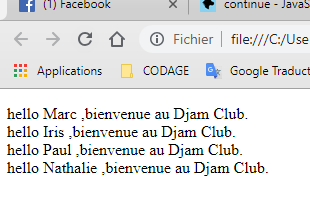 (1) Facebook
continue - JavaS
Fichier
file:///C:/Use
Applications
CODAGE
Google Traduct
hello Marc ,bienvenue au Djam Club.
hello Iris ,bienvenue au Djam Club.
hello Paul ,bienvenue au Djam Club.
hello Nathalie ,bienvenue au Djam Club.